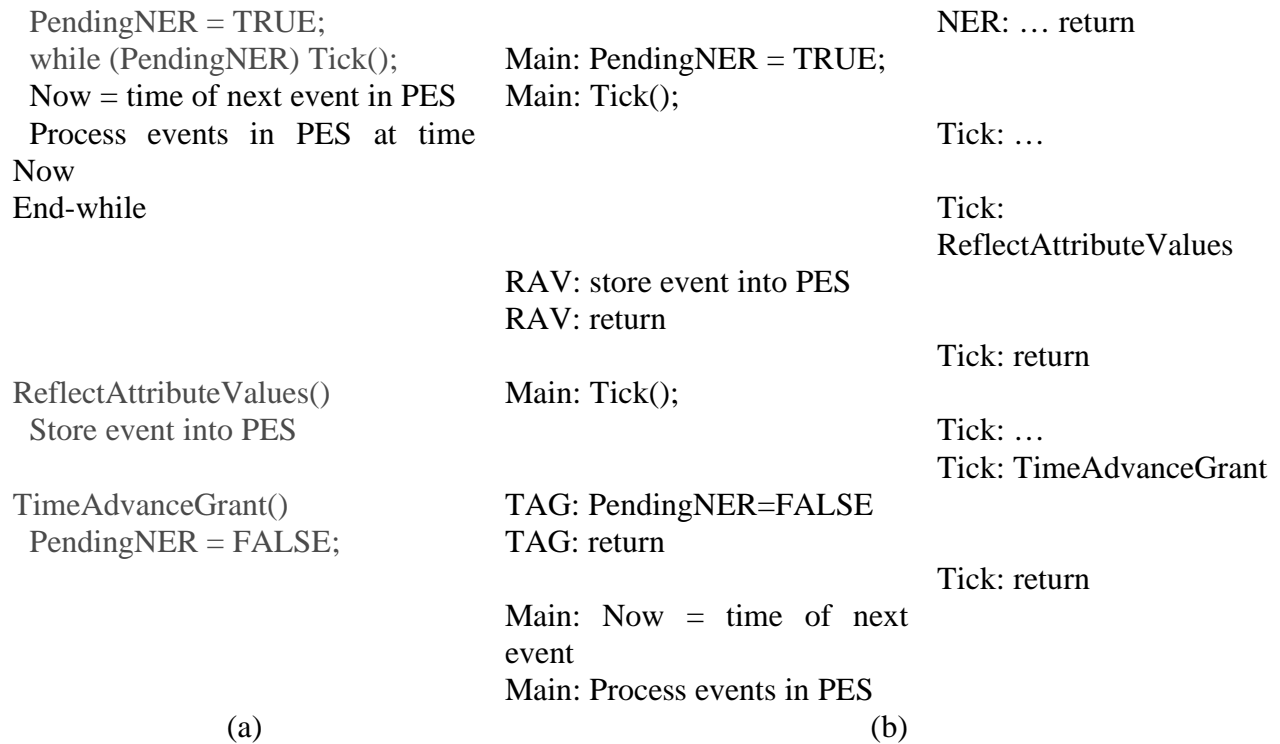 PendingNER = TRUE;
while (PendingNER) Tick();
Now = time of next event in PES
Process events in PES at time
Now
End-while
ReflectAttributeValues()
Store event into PES
TimeAdvanceGrant()
PendingNER = FALSE;
(a)
NER: … return
Main: PendingNER = TRUE;
Main: Tick();
Tick: …
Tick:
ReflectAttributeValues
RAV: store event into PES
RAV: return
Tick: return
Main: Tick();
Tick: …
Tick: TimeAdvanceGrant
TAG: PendingNER=FALSE
TAG: return
Tick: return
Main: Now = time of next
event
Main: Process events in PES
(b)